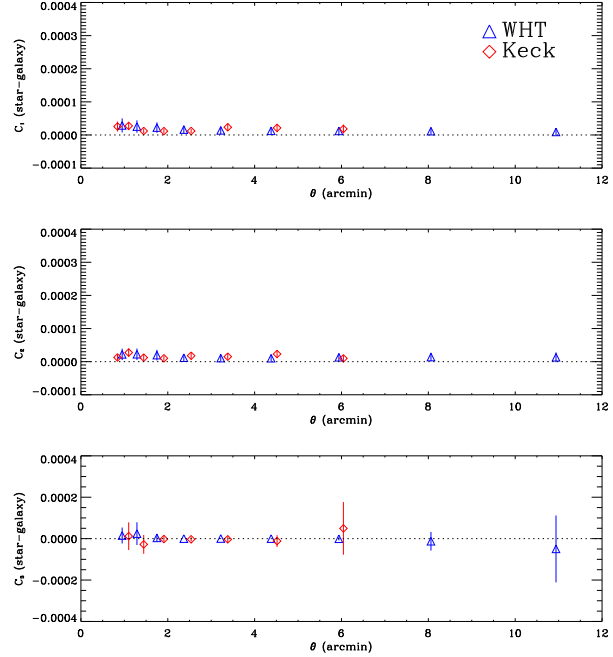 0.0004
0.0003
0.0002
0.0001
0.0000
−0.0001
C₁ (star−galaxy)
WHT
Keck
0 2 4 6 8 10 12
θ (arcmin)
0.0004
0.0003
0.0002
0.0001
0.0000
−0.0001
C₂ (star−galaxy)
0 2 4 6 8 10 12
θ (arcmin)
0.0004
0.0002
0.0000
−0.0002
−0.0004
C₃ (star−galaxy)
0 2 4 6 8 10 12
θ (arcmin)